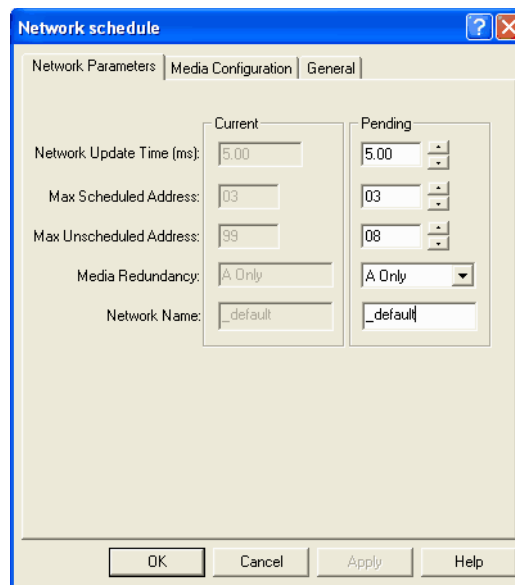 Network schedule
Network Parameters Media Configuration General
Current Pending
Network Update Time (ms): 5.00 5.00
Max Scheduled Address: 03 03
Max Unscheduled Address: 99 08
Media Redundancy: A Only A Only
Network Name: _default _default
OK Cancel Apply Help